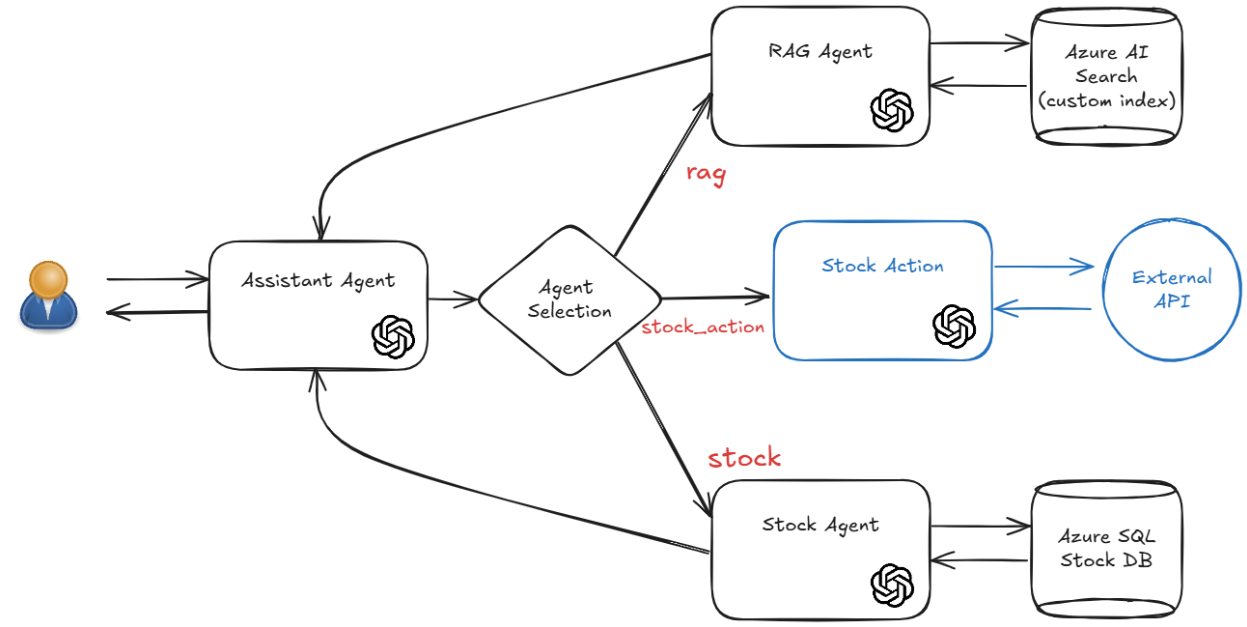 RAG Agent
Azure AI
Search
(custom index)
rag
Assistant Agent
Agent
Selection
stock_action
Stock Action
External
API
stock
Stock Agent
Azure SQL
Stock DB